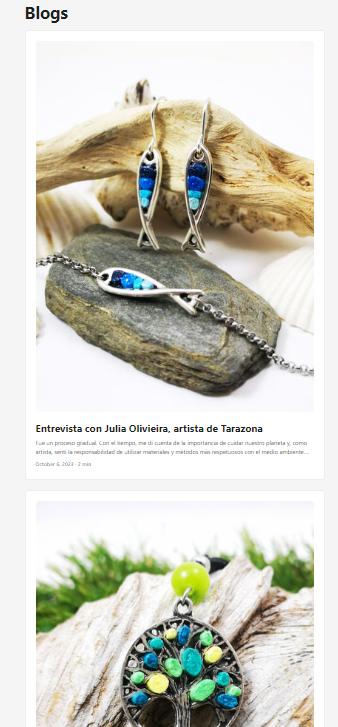 Blogs
Entrevista con Julia Olivieira, artista de Tarazona
Fue un proceso gradual. Con el tiempo, me di cuenta de la importancia de cuidar nuestro planeta y, como
artista, sentí la responsabilidad de utilizar materiales y métodos más respetuosos con el medio ambiente...
October 6, 2023 · 2 min